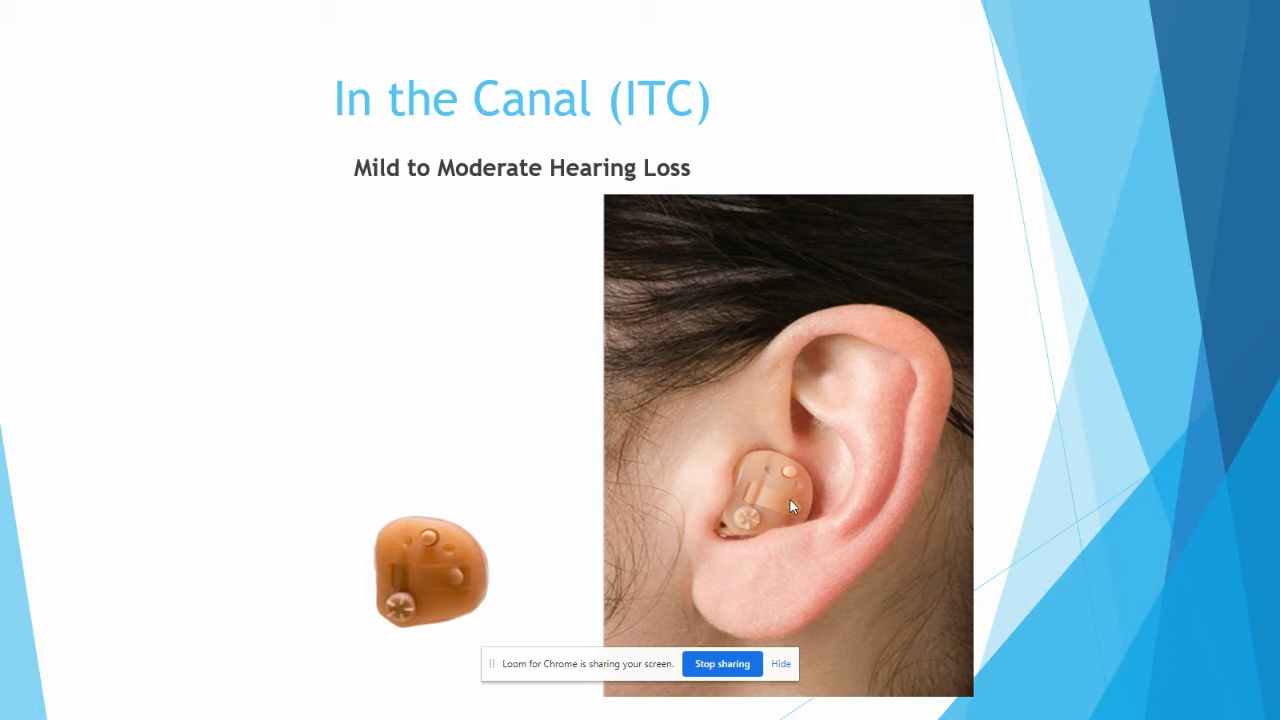 In the Canal (ITC)
Mild to Moderate Hearing Loss
Loom for Chrome is sharing your screen. Stop sharing Hide